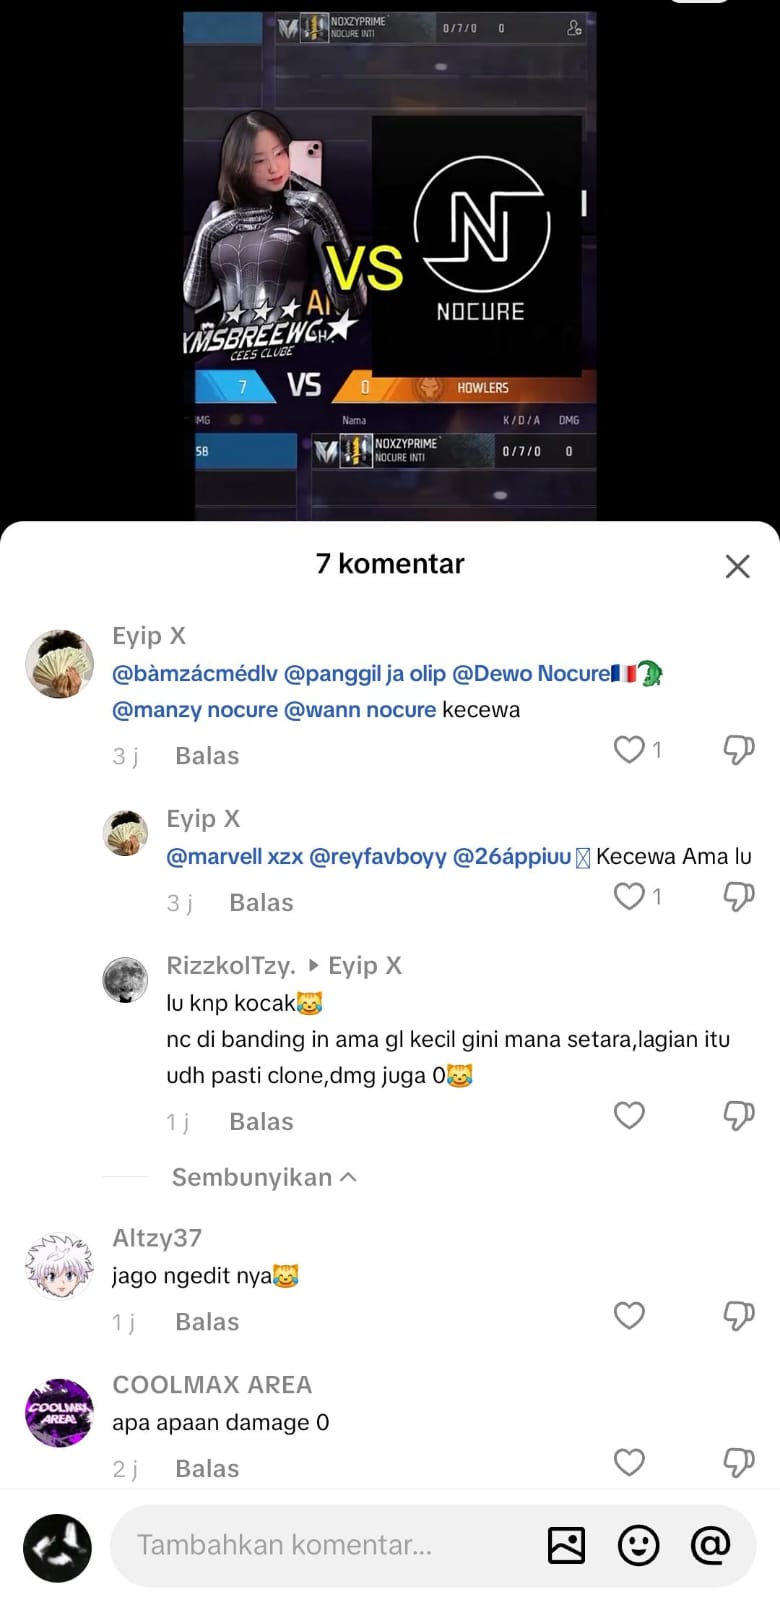 NOXZYPRIME
NOCURE INTI
0/7/0 0
VS
N
NOCURE
CEES CLUBE
7 VS 0 HOWLERS
Nama K/D/A DMG
58
NOXZYPRIME
NOCURE INTI
0/7/0 0
7 komentar
Eyip X
@bàmzácmédlv @panggil ja olip @Dewo Nocure🇫🇷🐊
@manzy nocure @wann nocure kecewa
3 j Balas 1
Eyip X
@marvell xzx @reyfavboyy @26áppiuu Kecewa Ama lu
3 j Balas 1
RizzkolTzy. ▸ Eyip X
lu knp kocak😹
nc di banding in ama gl kecil gini mana setara,lagian itu
udh pasti clone,dmg juga 0😹
1 j Balas
Sembunyikan
Altzy37
jago ngedit nya😹
1 j Balas
COOLMAX AREA
COOLMAX
AREA!
apa apaan damage 0
2 j Balas
Tambahkan komentar...